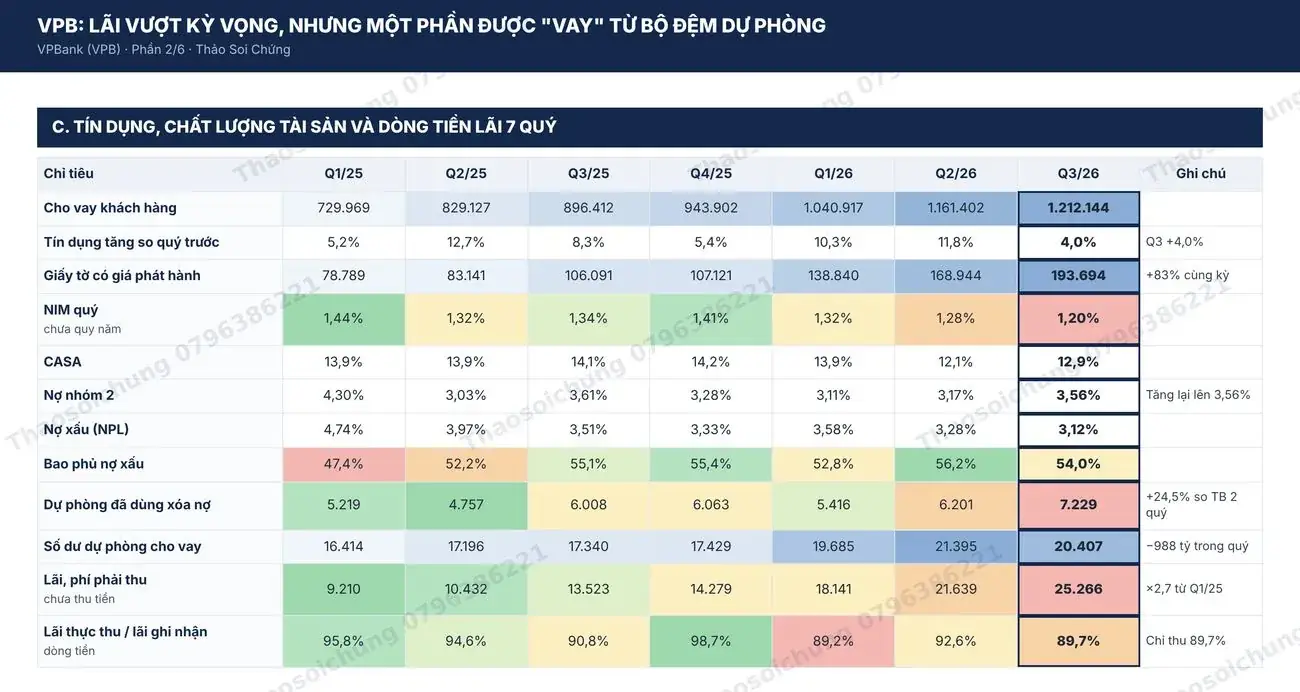 VPB: LÃI VƯỢT KỲ VỌNG, NHƯNG MỘT PHẦN ĐƯỢC "VAY" TỪ BỘ ĐỆM DỰ PHÒNG
VPBank (VPB) · Phần 2/6 · Thảo Soi Chứng
C. TÍN DỤNG, CHẤT LƯỢNG TÀI SẢN VÀ DÒNG TIỀN LÃI 7 QUÝ
Chỉ tiêu Q1/25 Q2/25 Q3/25 Q4/25 Q1/26 Q2/26 Q3/26 Ghi chú
Cho vay khách hàng 729.969 829.127 896.412 943.902 1.040.917 1.161.402 1.212.144
Tín dụng tăng so quý trước 5,2% 12,7% 8,3% 5,4% 10,3% 11,8% 4,0% Q3 +4,0%
Giấy tờ có giá phát hành 78.789 83.141 106.091 107.121 138.840 168.944 193.694 +83% cùng kỳ
NIM quý 1,44% 1,32% 1,34% 1,41% 1,32% 1,28% 1,20%
chưa quy năm
CASA 13,9% 13,9% 14,1% 14,2% 13,9% 12,1% 12,9%
Nợ nhóm 2 4,30% 3,03% 3,61% 3,28% 3,11% 3,17% 3,56% Tăng lại lên 3,56%
Nợ xấu (NPL) 4,74% 3,97% 3,51% 3,33% 3,58% 3,28% 3,12%
Bao phủ nợ xấu 47,4% 52,2% 55,1% 55,4% 52,8% 56,2% 54,0%
Dự phòng đã dùng xóa nợ 5.219 4.757 6.008 6.063 5.416 6.201 7.229 +24,5% so TB 2
quý
Số dư dự phòng cho vay 16.414 17.196 17.340 17.429 19.685 21.395 20.407 −988 tỷ trong quý
Lãi, phí phải thu 9.210 10.432 13.523 14.279 18.141 21.639 25.266 ×2,7 từ Q1/25
chưa thu tiền
Lãi thực thu / lãi ghi nhận 95,8% 94,6% 90,8% 98,7% 89,2% 92,6% 89,7% Chỉ thu 89,7%
dòng tiền
Thaosoichung 0796386221